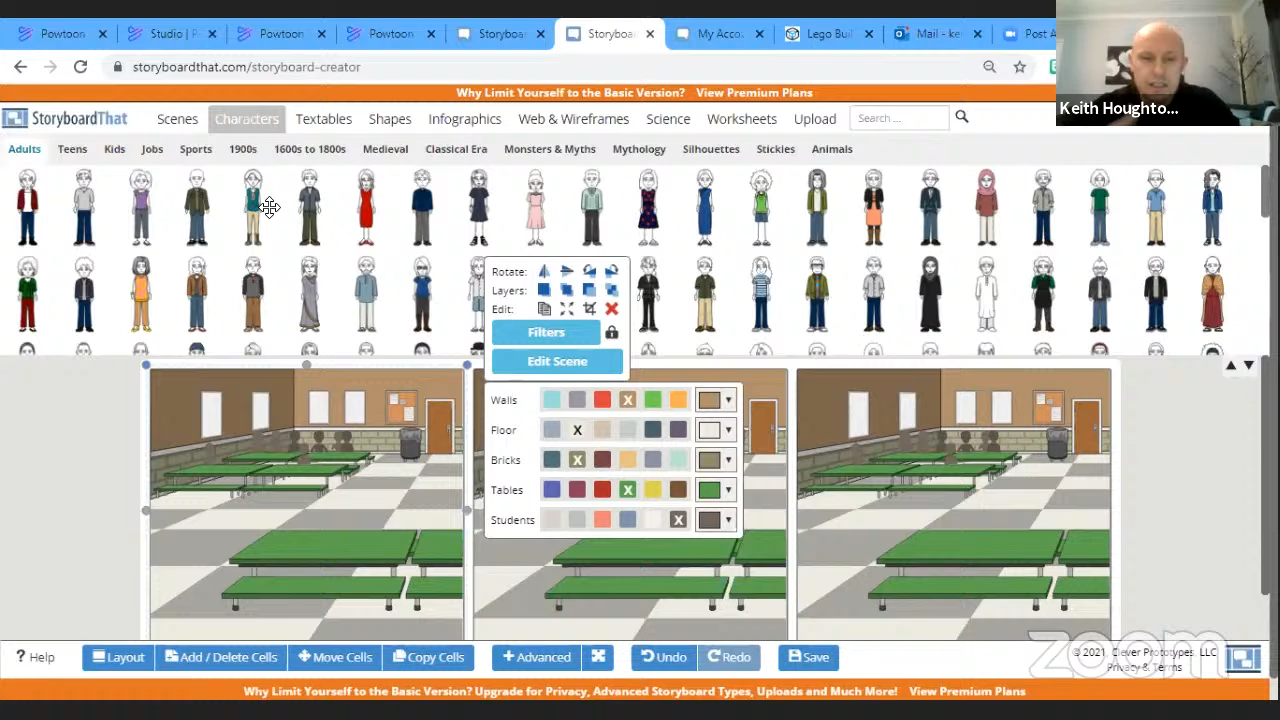 Powtoon
Studio | P
Powtoon
Powtoon
Storyboa
Storyboa
My Acco
Lego Buil
Mail - ke
Post A
storyboardthat.com/storyboard-creator
Why Limit Yourself to the Basic Version? View Premium Plans
Keith Houghto...
StoryboardThat
Scenes Characters Textables Shapes Infographics Web & Wireframes Science Worksheets Upload Search ...
Adults Teens Kids Jobs Sports 1900s 1600s to 1800s Medieval Classical Era Monsters & Myths Mythology Silhouettes Stickies Animals
Rotate:
Layers:
Edit:
Filters
Edit Scene
Walls X
Floor X
Bricks X
Tables X
Students X
? Help Layout Add / Delete Cells Move Cells Copy Cells + Advanced Undo Redo Save
zoom
© 2021, Clever Prototypes, LLC
Privacy & Terms
Why Limit Yourself to the Basic Version? Upgrade for Privacy, Advanced Storyboard Types, Uploads and Much More! View Premium Plans